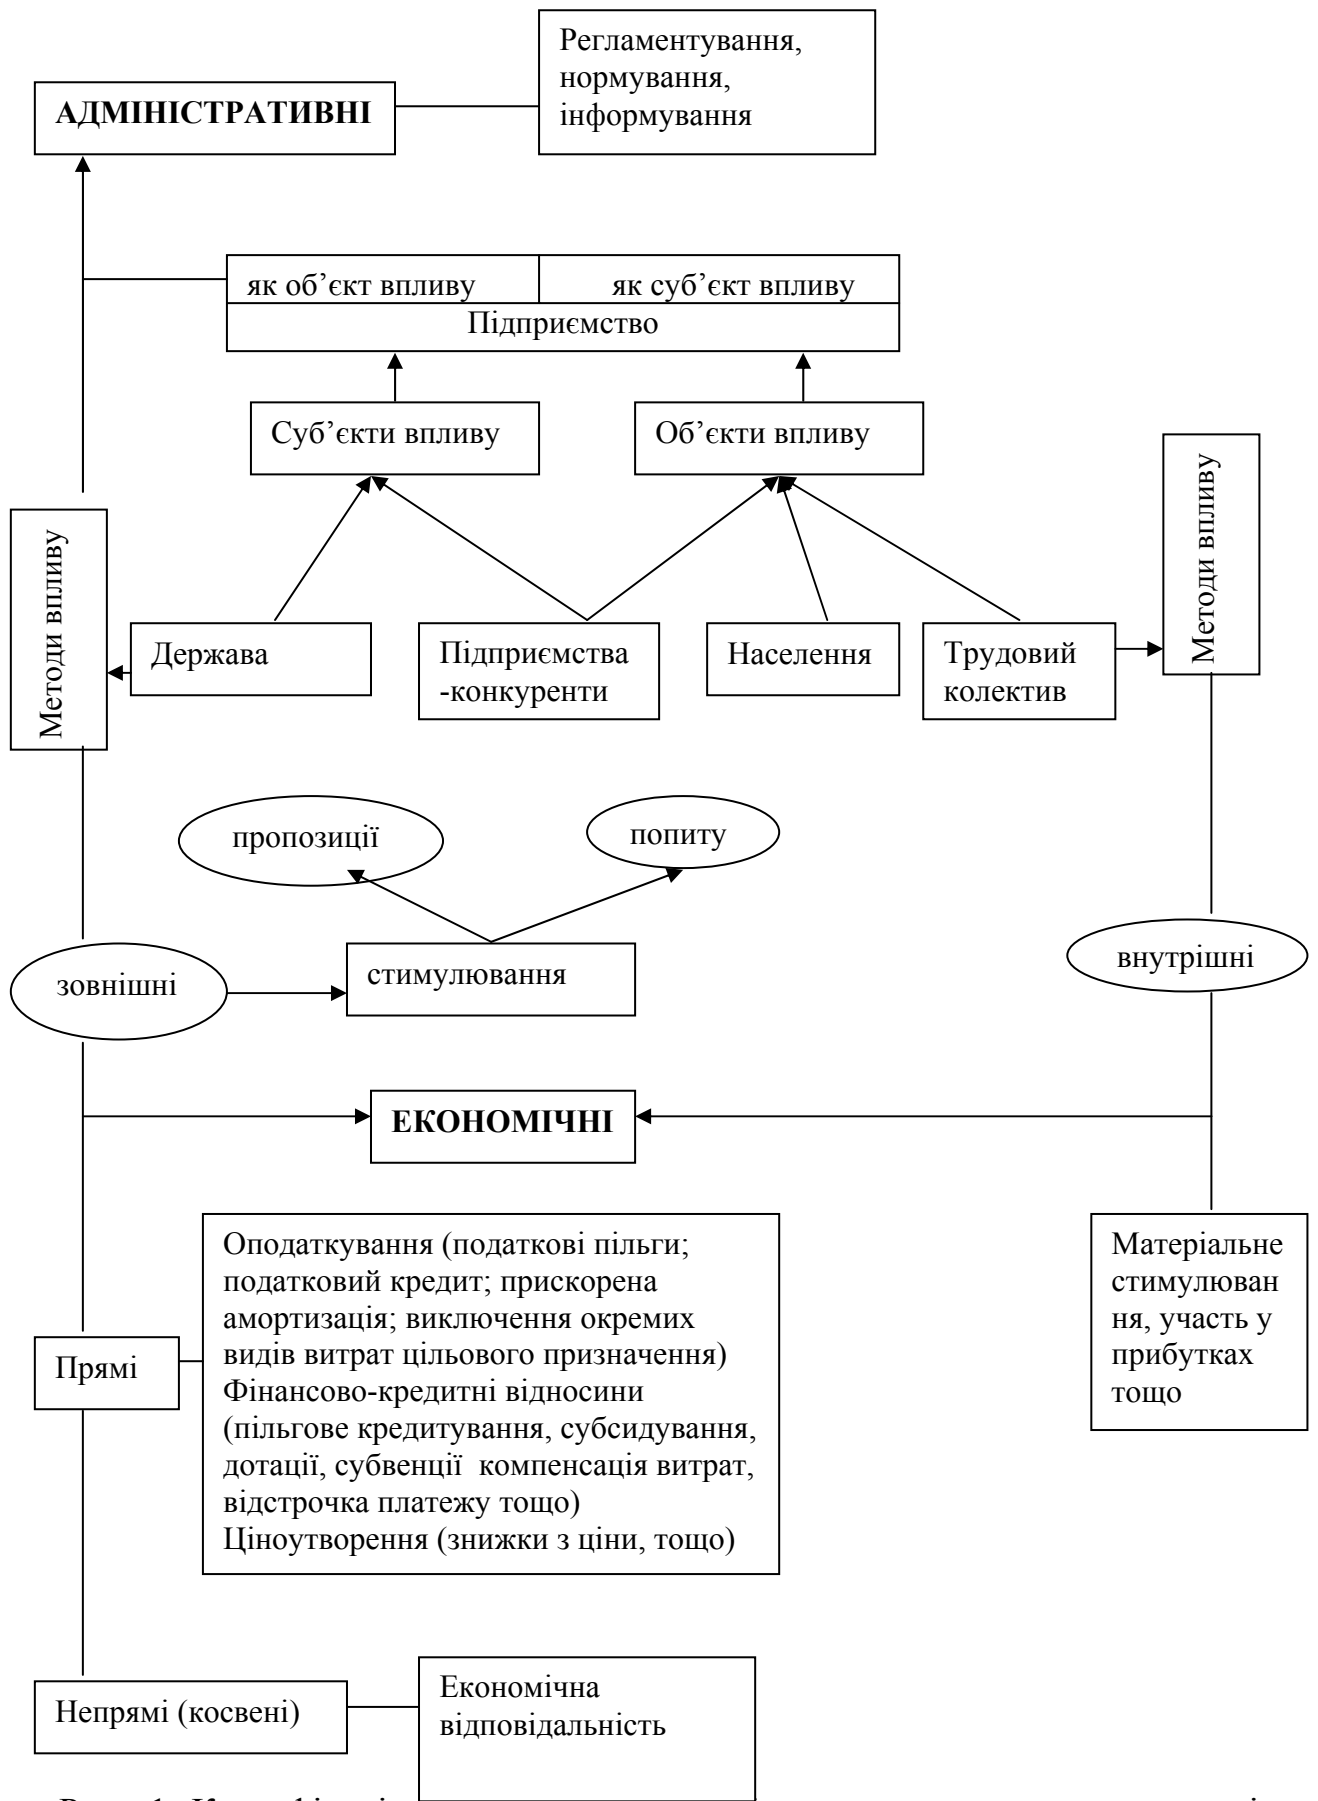 Регламентування,
нормування,
інформування
АДМІНІСТРАТИВНІ
як об’єкт впливу
як суб’єкт впливу
Підприємство
Суб’єкти впливу
Об’єкти впливу
Методи впливу
Методи впливу
Держава
Підприємства
-конкуренти
Населення
Трудовий
колектив
пропозиції
попиту
зовнішні
стимулювання
внутрішні
ЕКОНОМІЧНІ
Оподаткування (податкові пільги;
податковий кредит; прискорена
амортизація; виключення окремих
видів витрат цільового призначення)
Фінансово-кредитні відносини
(пільгове кредитування, субсидування,
дотації, субвенції  компенсація витрат,
відстрочка платежу тощо)
Ціноутворення (знижки з ціни, тощо)
Прямі
Матеріальне
стимулюван
ня, участь у
прибутках
тощо
Непрямі (косвені)
Економічна
відповідальність